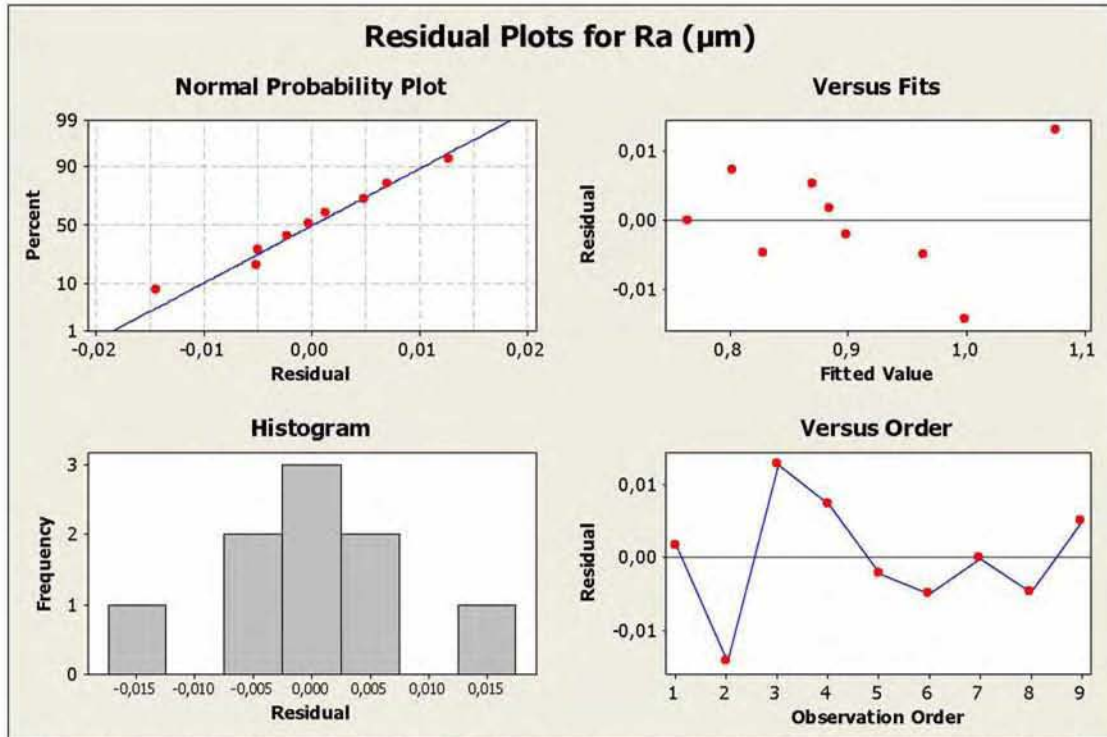 Residual Plots for Ra (µm)
Normal Probability Plot
99
90
50
10
1
Percent
-0,02 -0,01 0,00 0,01 0,02
Residual
Versus Fits
0,01
0,00
-0,01
Residual
0,8 0,9 1,0 1,1
Fitted Value
Histogram
3
2
1
0
Frequency
-0,015 -0,010 -0,005 0,000 0,005 0,010 0,015
Residual
Versus Order
0,01
0,00
-0,01
Residual
1 2 3 4 5 6 7 8 9
Observation Order